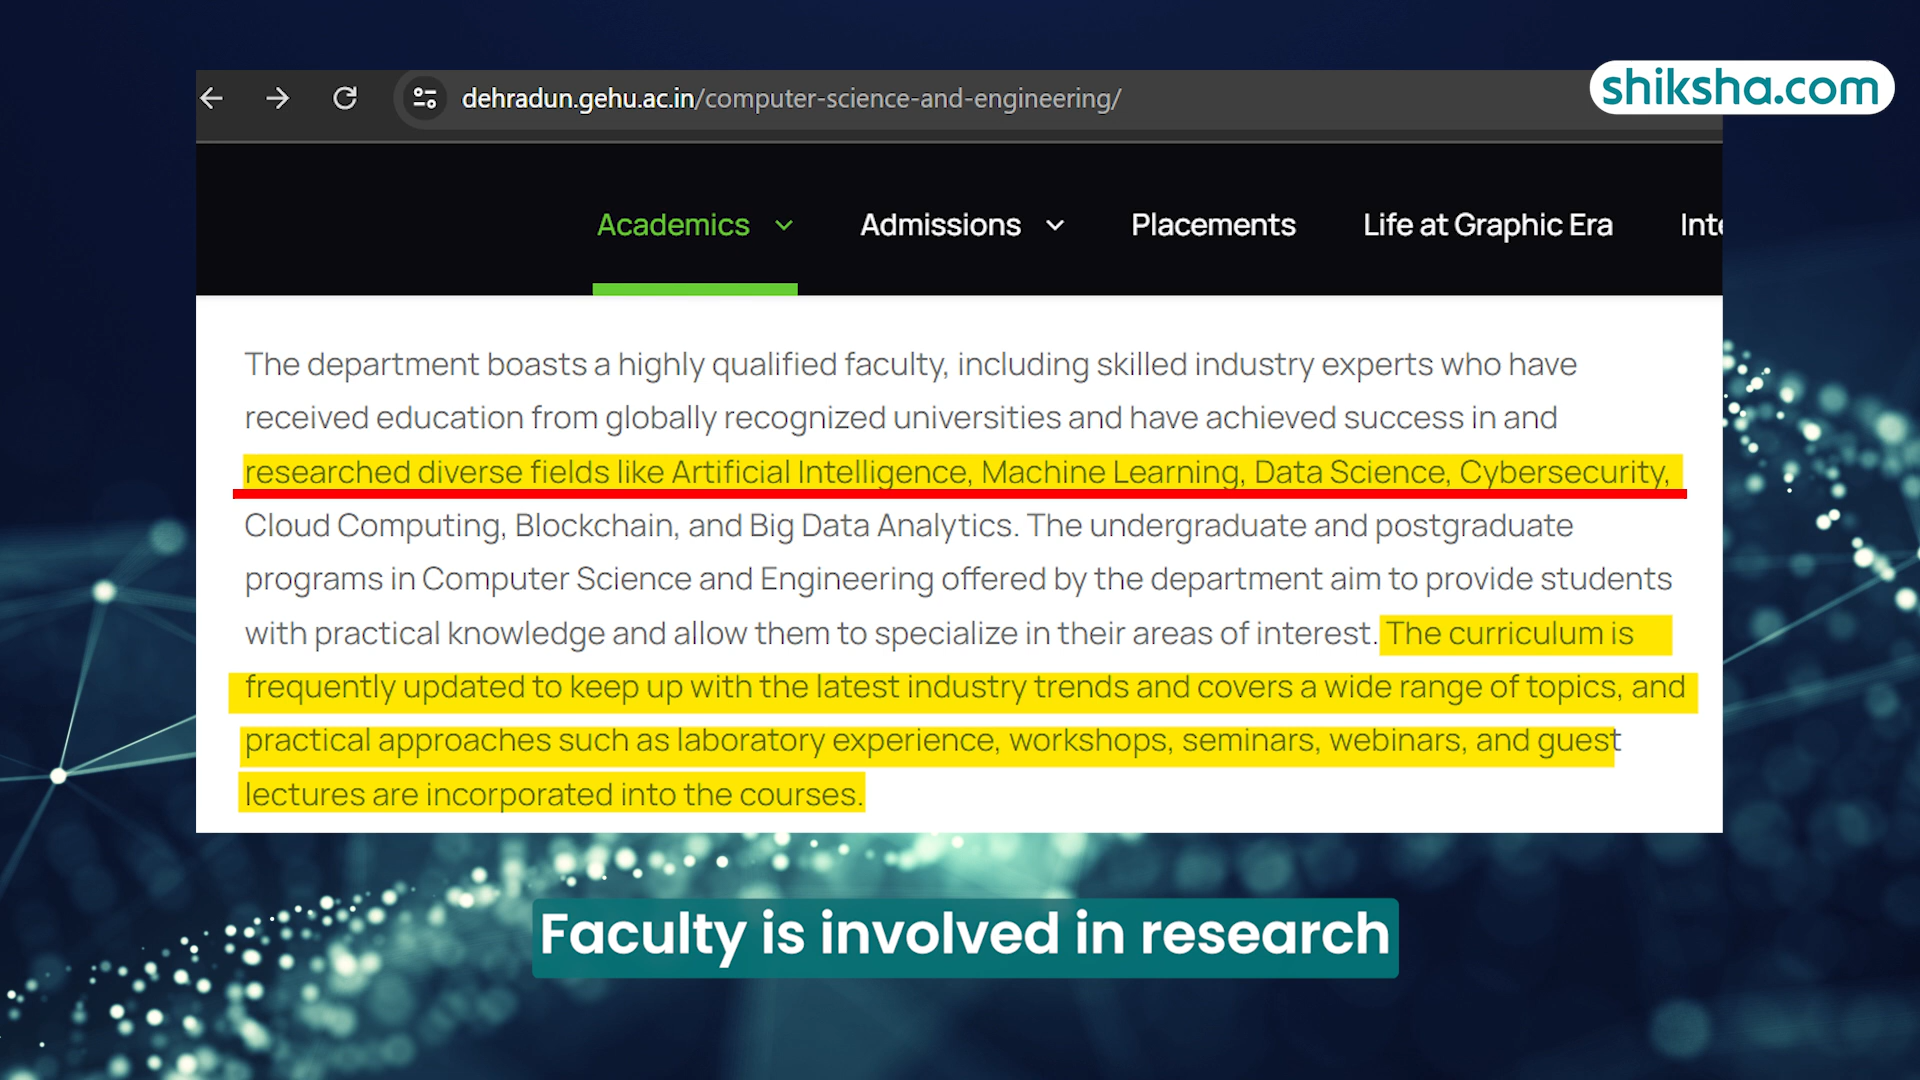 shiksha.com
dehradun.gehu.ac.in/computer-science-and-engineering/
Academics Admissions Placements Life at Graphic Era Inte
The department boasts a highly qualified faculty, including skilled industry experts who have
received education from globally recognized universities and have achieved success in and
researched diverse fields like Artificial Intelligence, Machine Learning, Data Science, Cybersecurity,
Cloud Computing, Blockchain, and Big Data Analytics. The undergraduate and postgraduate
programs in Computer Science and Engineering offered by the department aim to provide students
with practical knowledge and allow them to specialize in their areas of interest. The curriculum is
frequently updated to keep up with the latest industry trends and covers a wide range of topics, and
practical approaches such as laboratory experience, workshops, seminars, webinars, and guest
lectures are incorporated into the courses.
Faculty is involved in research